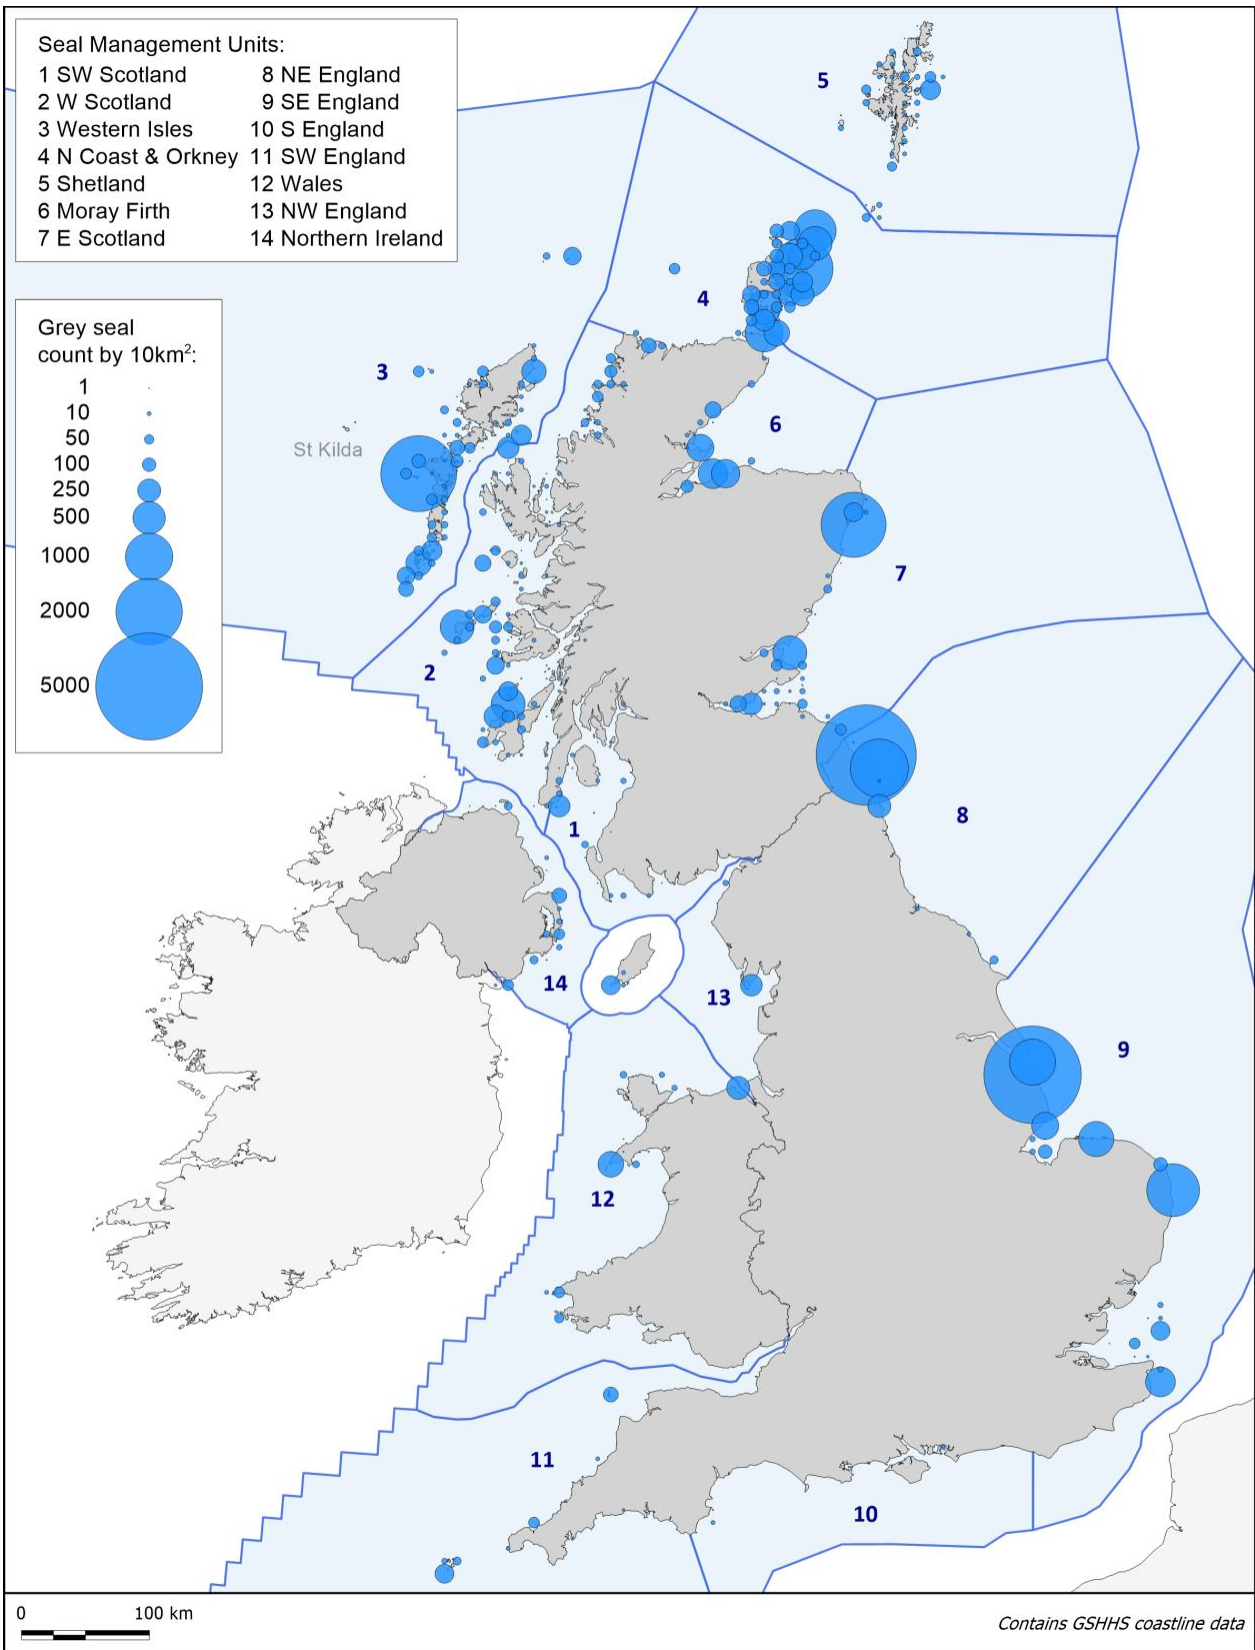 Seal Management Units:
1 SW Scotland 8 NE England
2 W Scotland 9 SE England
3 Western Isles 10 S England
4 N Coast & Orkney 11 SW England
5 Shetland 12 Wales
6 Moray Firth 13 NW England
7 E Scotland 14 Northern Ireland
Grey seal
count by 10km²:
1
10
50
100
250
500
1000
2000
5000
5
4
3
6
St Kilda
7
2
8
1
14
13
9
12
11
10
0 100 km
Contains GSHHS coastline data